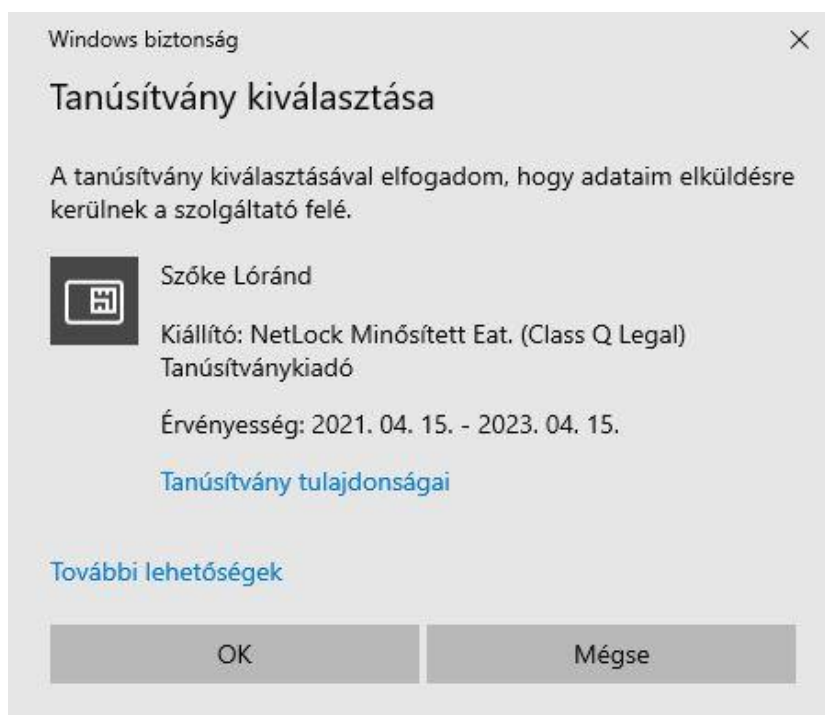 Windows biztonság
Tanúsítvány kiválasztása
A tanúsítvány kiválasztásával elfogadom, hogy adataim elküldésre
kerülnek a szolgáltató felé.
Szőke Lóránd
Kiállító: NetLock Minősített Eat. (Class Q Legal)
Tanúsítványkiadó
Érvényesség: 2021. 04. 15. - 2023. 04. 15.
Tanúsítvány tulajdonságai
További lehetőségek
OK
Mégse